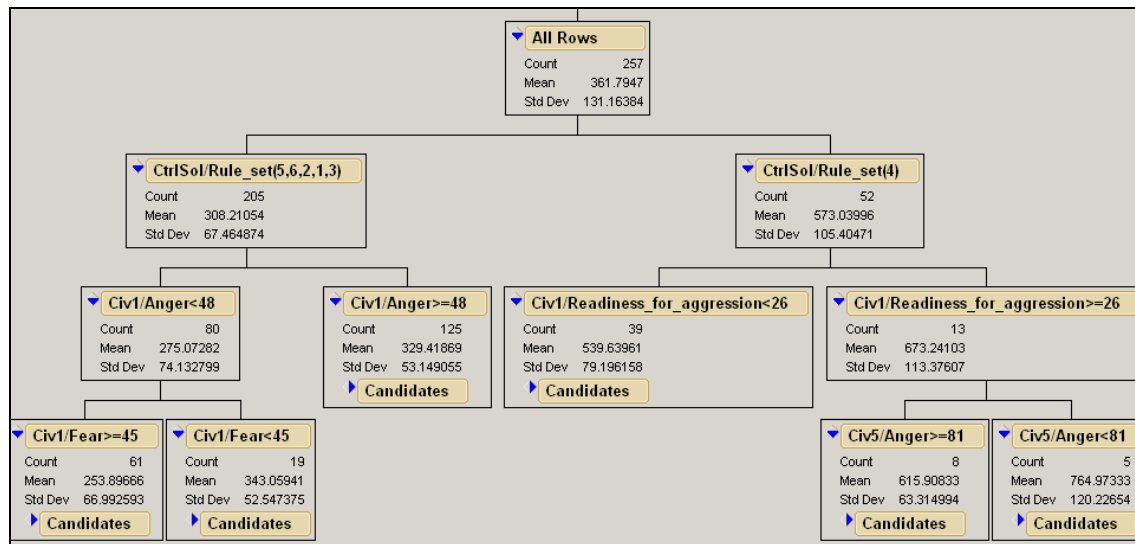 All Rows
Count 257
Mean 361.7947
Std Dev 131.16384
CtrlSol/Rule_set(5,6,2,1,3)
Count 205
Mean 308.21054
Std Dev 67.464874
CtrlSol/Rule_set(4)
Count 52
Mean 573.03996
Std Dev 105.40471
Civ1/Anger<48
Count 80
Mean 275.07282
Std Dev 74.132799
Civ1/Anger>=48
Count 125
Mean 329.41869
Std Dev 53.149055
Candidates
Civ1/Readiness_for_aggression<26
Count 39
Mean 539.63961
Std Dev 79.196158
Candidates
Civ1/Readiness_for_aggression>=26
Count 13
Mean 673.24103
Std Dev 113.37607
Civ1/Fear>=45
Count 61
Mean 253.89666
Std Dev 66.992593
Candidates
Civ1/Fear<45
Count 19
Mean 343.05941
Std Dev 52.547375
Candidates
Civ5/Anger>=81
Count 8
Mean 615.90833
Std Dev 63.314994
Candidates
Civ5/Anger<81
Count 5
Mean 764.97333
Std Dev 120.22654
Candidates